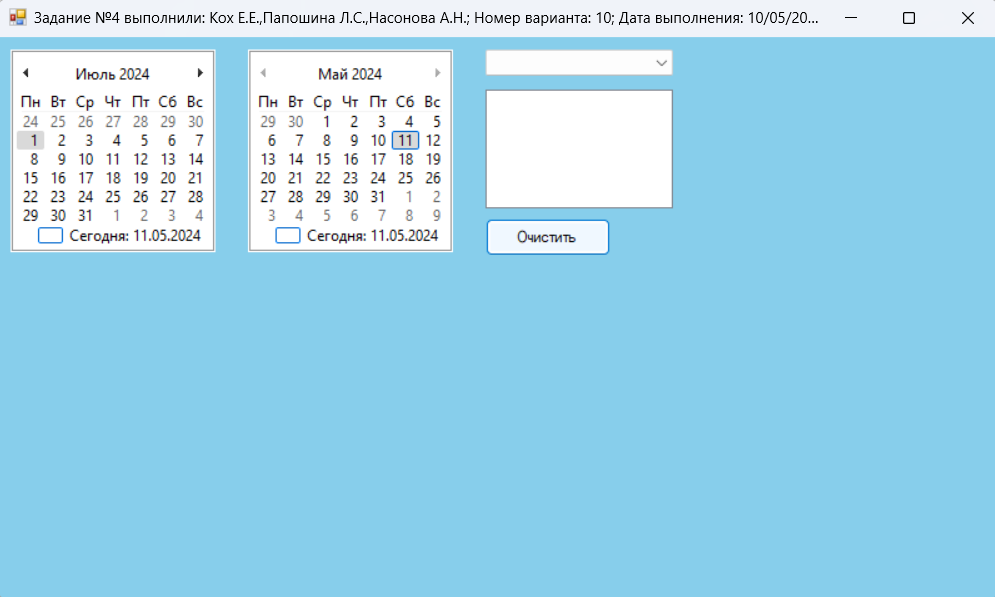 Задание №4 выполнили: Кох Е.Е.,Папошина Л.С.,Насонова А.Н.; Номер варианта: 10; Дата выполнения: 10/05/20...
Июль 2024
Пн Вт Ср Чт Пт Сб Вс
24 25 26 27 28 29 30
1 2 3 4 5 6 7
8 9 10 11 12 13 14
15 16 17 18 19 20 21
22 23 24 25 26 27 28
29 30 31 1 2 3 4
Сегодня: 11.05.2024
Май 2024
Пн Вт Ср Чт Пт Сб Вс
29 30 1 2 3 4 5
6 7 8 9 10 11 12
13 14 15 16 17 18 19
20 21 22 23 24 25 26
27 28 29 30 31 1 2
3 4 5 6 7 8 9
Сегодня: 11.05.2024
Очистить